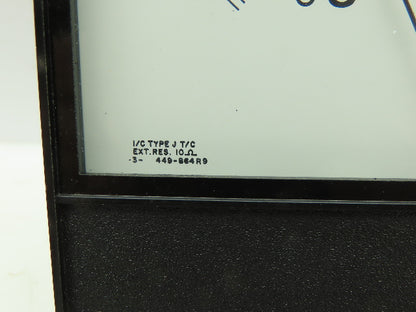 I/C TYPE J T/C
EXT. RES. 10Ω
-3- 449-864R9